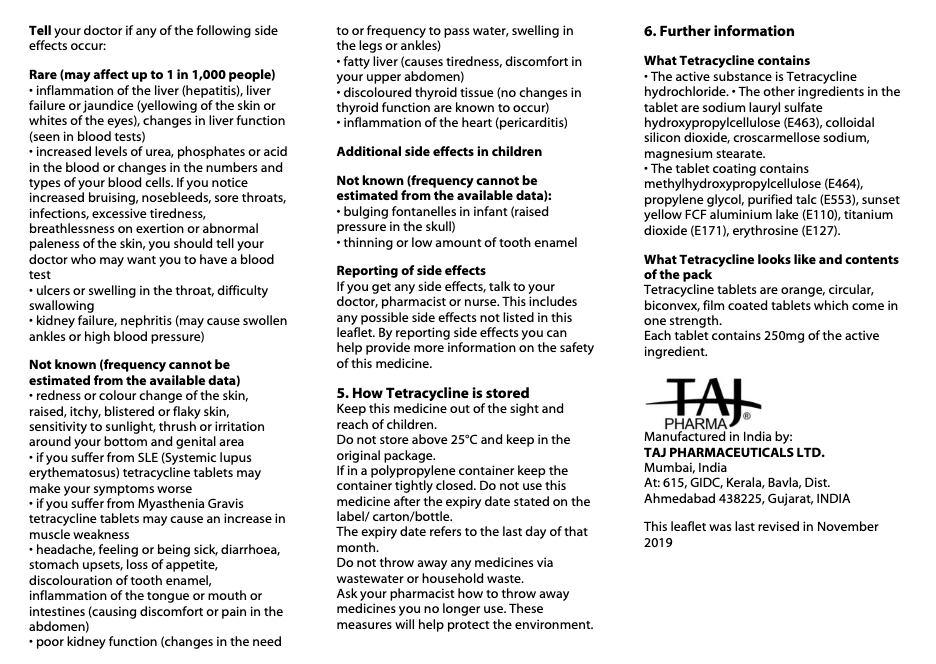 Tell your doctor if any of the following side
effects occur:
Rare (may affect up to 1 in 1,000 people)
• inflammation of the liver (hepatitis), liver
failure or jaundice (yellowing of the skin or
whites of the eyes), changes in liver function
(seen in blood tests)
• increased levels of urea, phosphates or acid
in the blood or changes in the numbers and
types of your blood cells. If you notice
increased bruising, nosebleeds, sore throats,
infections, excessive tiredness,
breathlessness on exertion or abnormal
paleness of the skin, you should tell your
doctor who may want you to have a blood
test
• ulcers or swelling in the throat, difficulty
swallowing
• kidney failure, nephritis (may cause swollen
ankles or high blood pressure)
Not known (frequency cannot be
estimated from the available data)
• redness or colour change of the skin,
raised, itchy, blistered or flaky skin,
sensitivity to sunlight, thrush or irritation
around your bottom and genital area
• if you suffer from SLE (Systemic lupus
erythematosus) tetracycline tablets may
make your symptoms worse
• if you suffer from Myasthenia Gravis
tetracycline tablets may cause an increase in
muscle weakness
• headache, feeling or being sick, diarrhoea,
stomach upsets, loss of appetite,
discolouration of tooth enamel,
inflammation of the tongue or mouth or
intestines (causing discomfort or pain in the
abdomen)
• poor kidney function (changes in the need
to or frequency to pass water, swelling in
the legs or ankles)
• fatty liver (causes tiredness, discomfort in
your upper abdomen)
• discoloured thyroid tissue (no changes in
thyroid function are known to occur)
• inflammation of the heart (pericarditis)
Additional side effects in children
Not known (frequency cannot be
estimated from the available data):
• bulging fontanelles in infant (raised
pressure in the skull)
• thinning or low amount of tooth enamel
Reporting of side effects
If you get any side effects, talk to your
doctor, pharmacist or nurse. This includes
any possible side effects not listed in this
leaflet. By reporting side effects you can
help provide more information on the safety
of this medicine.
5. How Tetracycline is stored
Keep this medicine out of the sight and
reach of children.
Do not store above 25°C and keep in the
original package.
If in a polypropylene container keep the
container tightly closed. Do not use this
medicine after the expiry date stated on the
label/ carton/bottle.
The expiry date refers to the last day of that
month.
Do not throw away any medicines via
wastewater or household waste.
Ask your pharmacist how to throw away
medicines you no longer use. These
measures will help protect the environment.
6. Further information
What Tetracycline contains
• The active substance is Tetracycline
hydrochloride. • The other ingredients in the
tablet are sodium lauryl sulfate
hydroxypropylcellulose (E463), colloidal
silicon dioxide, croscarmellose sodium,
magnesium stearate.
• The tablet coating contains
methylhydroxypropylcellulose (E464),
propylene glycol, purified talc (E553), sunset
yellow FCF aluminium lake (E110), titanium
dioxide (E171), erythrosine (E127).
What Tetracycline looks like and contents
of the pack
Tetracycline tablets are orange, circular,
biconvex, film coated tablets which come in
one strength.
Each tablet contains 250mg of the active
ingredient.
TAJ
PHARMA ®
Manufactured in India by:
TAJ PHARMACEUTICALS LTD.
Mumbai, India
At: 615, GIDC, Kerala, Bavla, Dist.
Ahmedabad 438225, Gujarat, INDIA
This leaflet was last revised in November
2019